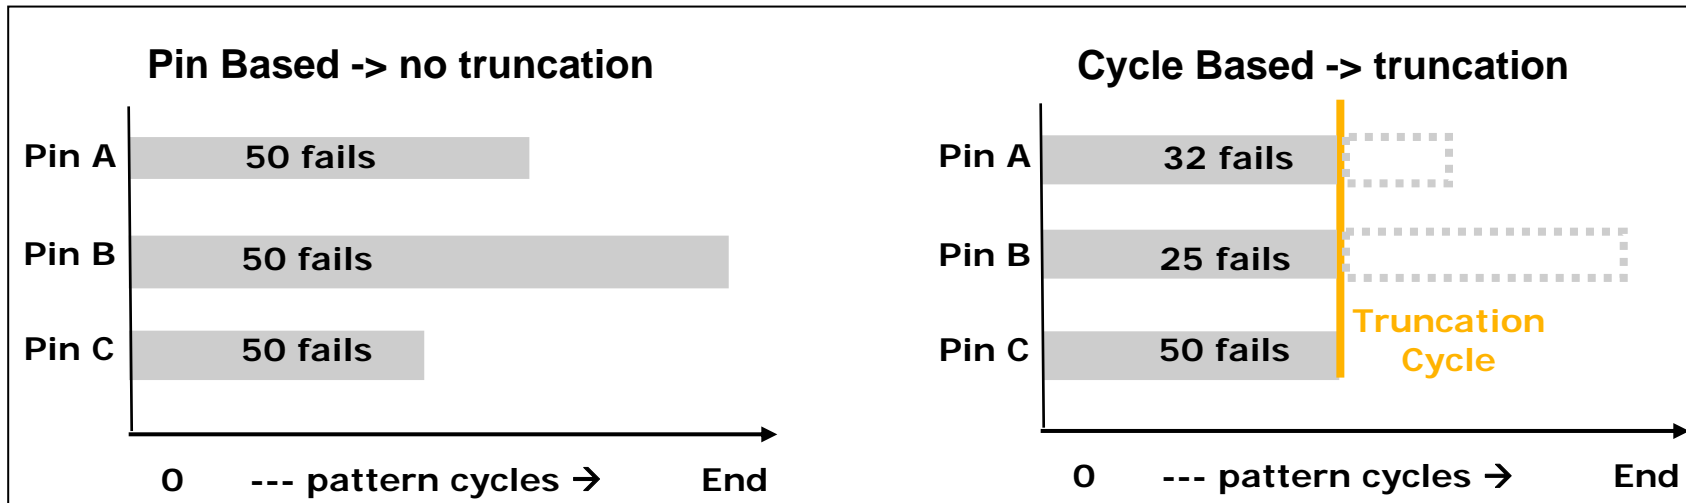 Pin Based -> no truncation
Pin A
50 fails
Pin B
50 fails
Pin C
50 fails
0 --- pattern cycles → End
Cycle Based -> truncation
Pin A
32 fails
Pin B
25 fails
Pin C
50 fails
Truncation
Cycle
0 --- pattern cycles → End